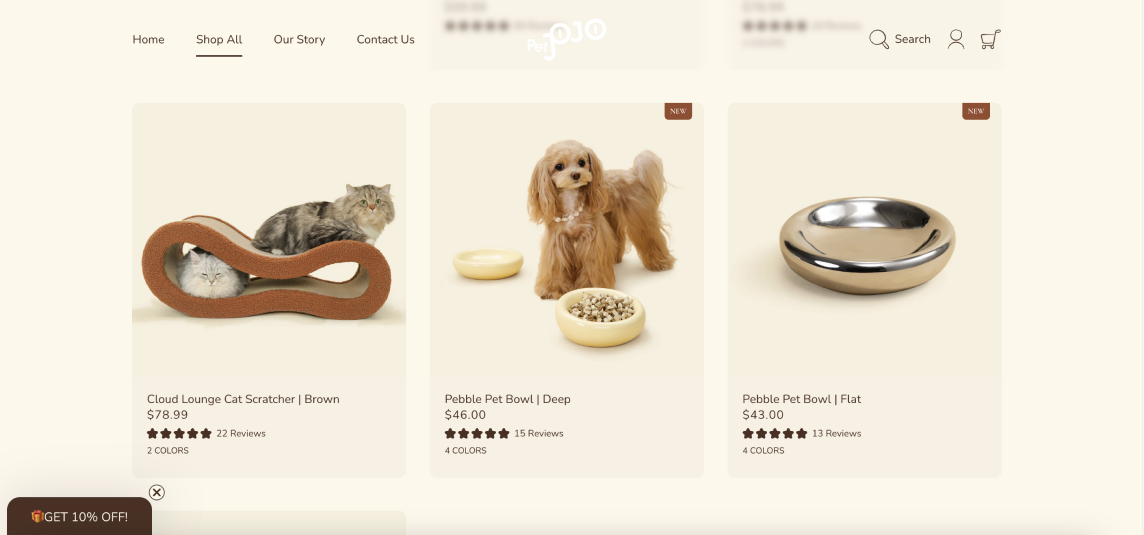 Home
Shop All
Our Story
Contact Us
Pet JOJO
Search
NEW
NEW
Cloud Lounge Cat Scratcher | Brown
$78.99
22 Reviews
2 COLORS
Pebble Pet Bowl | Deep
$46.00
15 Reviews
4 COLORS
Pebble Pet Bowl | Flat
$43.00
13 Reviews
4 COLORS
GET 10% OFF!